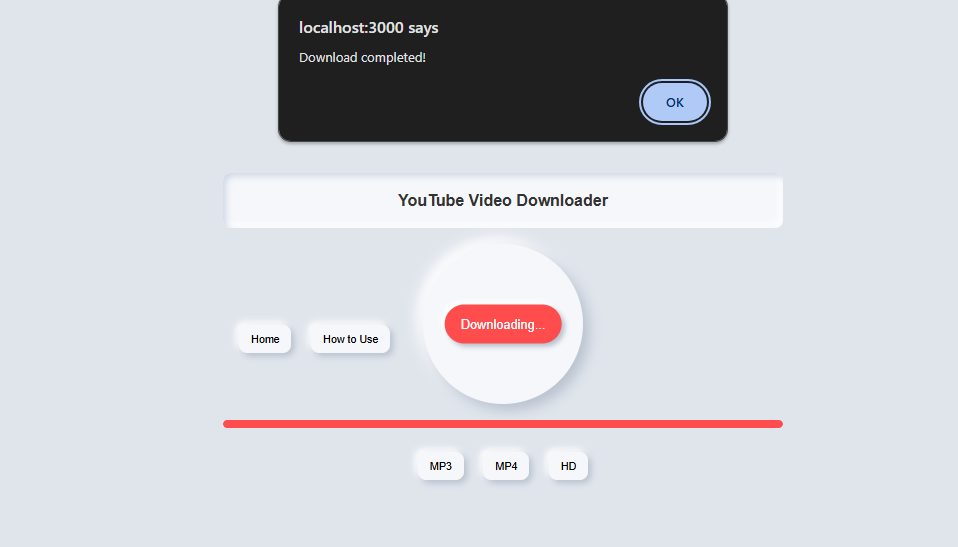 localhost:3000 says
Download completed!
OK
YouTube Video Downloader
Downloading...
Home
How to Use
MP3
MP4
HD